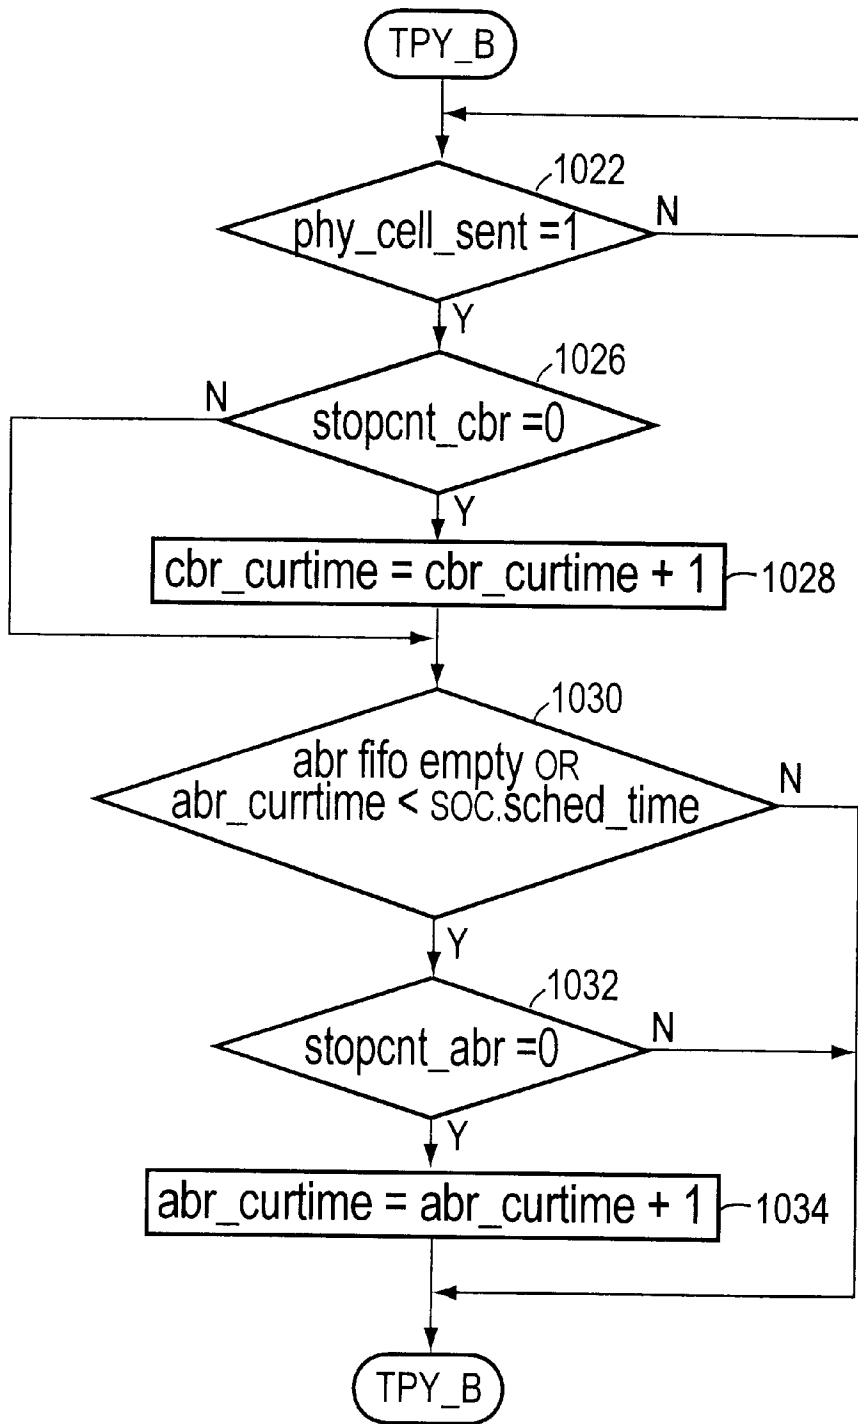 TPY_B
1022
phy_cell_sent =1
N
Y
1026
N
stopcnt_cbr =0
Y
cbr_curtime = cbr_curtime + 1
1028
1030
abr fifo empty OR
abr_currtime < SOC.sched_time
N
Y
1032
stopcnt_abr =0
N
Y
abr_curtime = abr_curtime + 1
1034
TPY_B